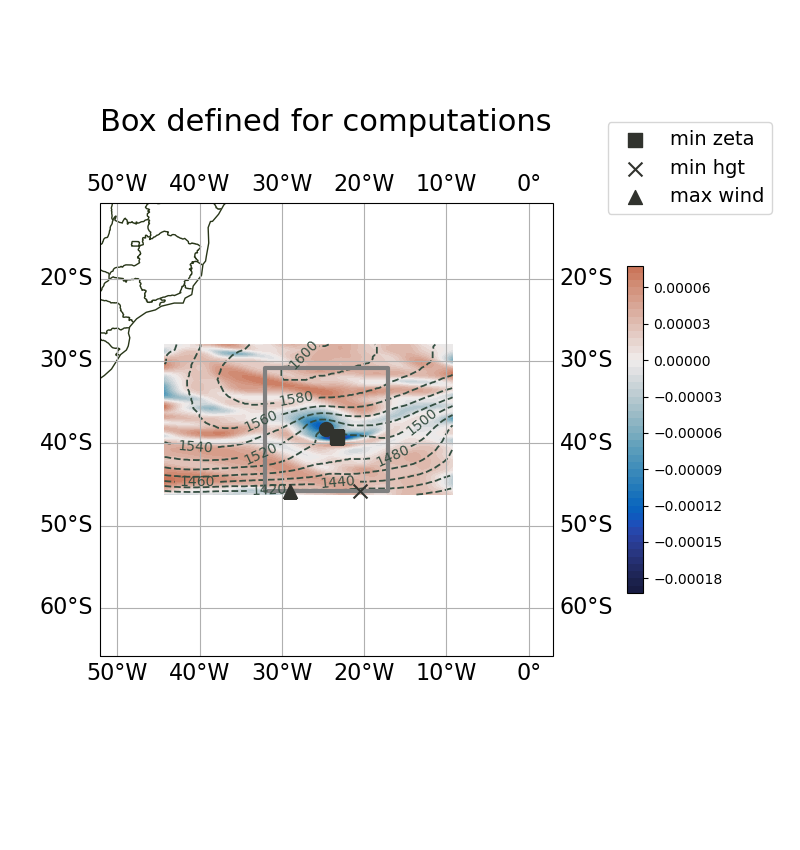 Box defined for computations
min zeta
min hgt
max wind
50°W 40°W 30°W 20°W 10°W 0°
20°S 20°S
30°S 30°S
40°S 40°S
50°S 50°S
60°S 60°S
50°W 40°W 30°W 20°W 10°W 0°
1600
1580
1560
1540
1520
1500
1480
1460
1440
1420
0.00006
0.00003
0.00000
−0.00003
−0.00006
−0.00009
−0.00012
−0.00015
−0.00018